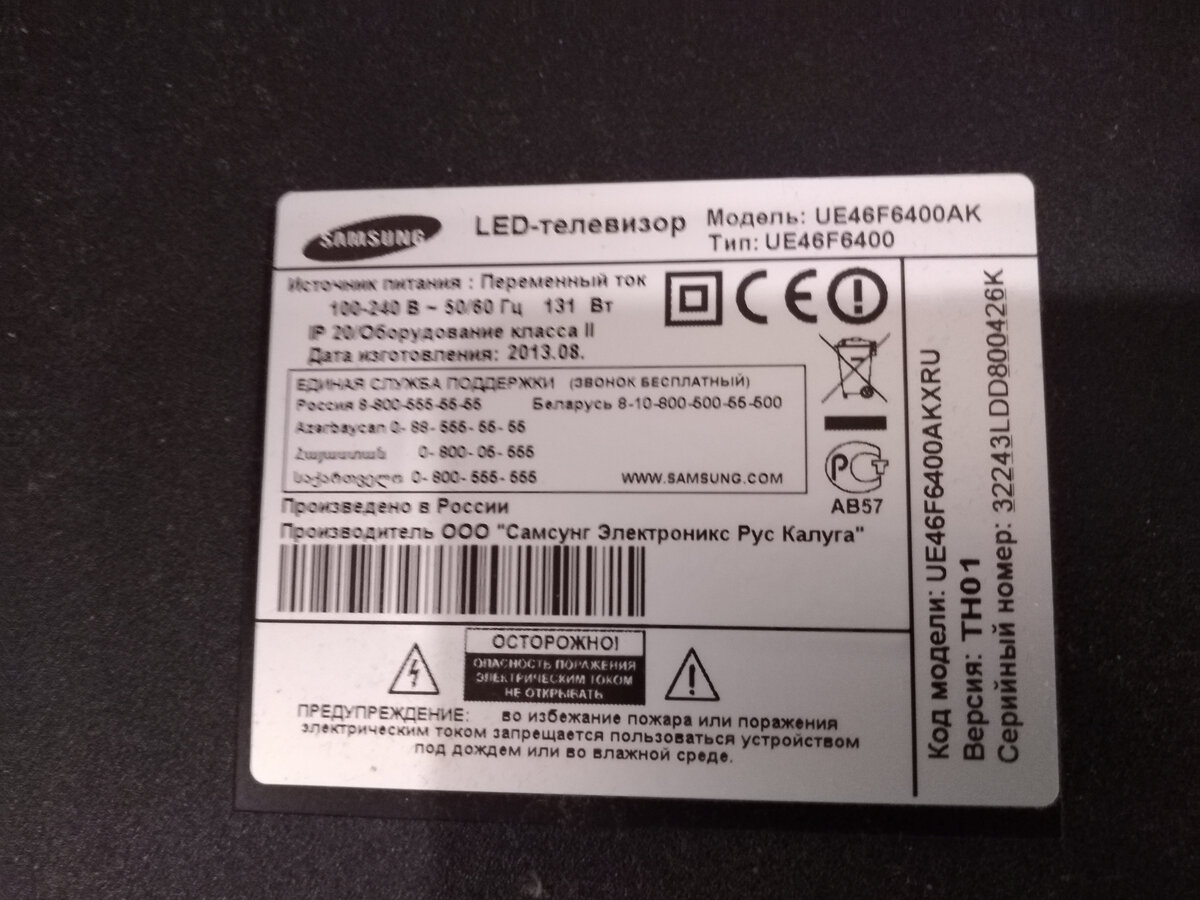 SAMSUNG
LED-телевизор
Модель: UE46F6400AK
Тип: UE46F6400
Источник питания : Переменный ток
100-240 В ~ 50/60 Гц 131 Вт
IP 20/Оборудование класса II
Дата изготовления: 2013.08.
ЕДИНАЯ СЛУЖБА ПОДДЕРЖКИ (ЗВОНОК БЕСПЛАТНЫЙ)
Россия 8-800-555-55-55 Беларусь 8-10-800-500-55-500
Azerbaycan 0- 88- 555- 55- 55
Հայաստան 0- 800- 05- 555
საქართველო 0- 800- 555- 555 WWW.SAMSUNG.COM
Произведено в России
Производитель ООО "Самсунг Электроникс Рус Калуга"
CE
РСТ
АВ57
ОСТОРОЖНО!
ОПАСНОСТЬ ПОРАЖЕНИЯ
ЭЛЕКТРИЧЕСКИМ ТОКОМ
НЕ ОТКРЫВАТЬ
ПРЕДУПРЕЖДЕНИЕ: во избежание пожара или поражения
электрическим током запрещается пользоваться устройством
под дождем или во влажной среде.
Код модели: UE46F6400AKXRU
Версия: TH01
Серийный номер: 32243LDD800426K